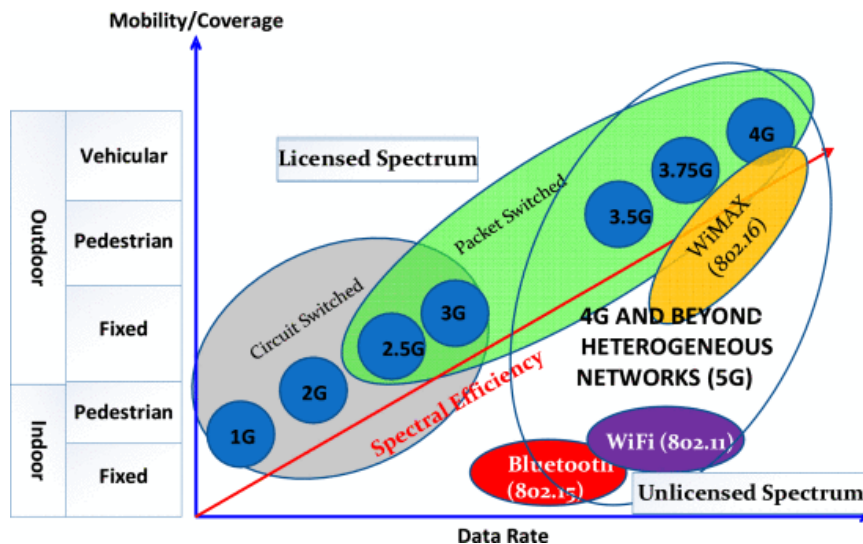 Mobility/Coverage
Outdoor
Indoor
Vehicular
Pedestrian
Fixed
Pedestrian
Fixed
Licensed Spectrum
Circuit Switched
Packet Switched
1G
2G
2.5G
3G
3.5G
3.75G
4G
WiMAX
(802.16)
Spectral Efficiency
4G AND BEYOND
HETEROGENEOUS
NETWORKS (5G)
WiFi (802.11)
Bluetooth
(802.15)
Unlicensed Spectrum
Data Rate